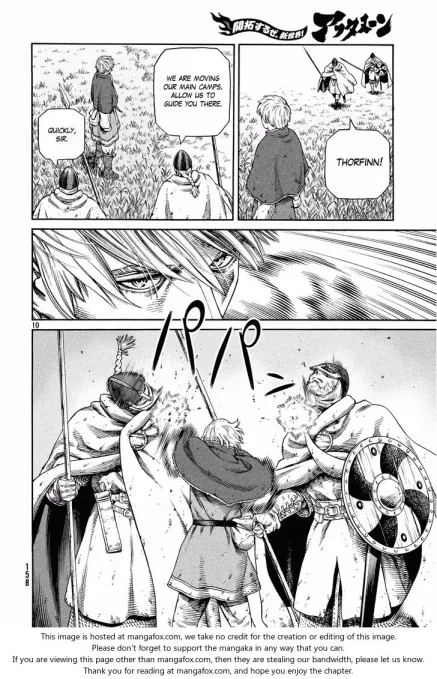 開拓するぜ、新世界!
アフタヌーン
THORFINN!
WE ARE MOVING
OUR MAIN CAMPS.
ALLOW US TO
GUIDE YOU THERE.
QUICKLY,
SIR.
10
パパン
158
This image is hosted at mangafox.com, we take no credit for the creation or editing of this image.
Please don't forget to support the mangaka in any way that you can.
If you are viewing this page other than mangafox.com, then they are stealing our bandwidth, please let us know.
Thank you for reading at mangafox.com, and hope you enjoy the chapter.